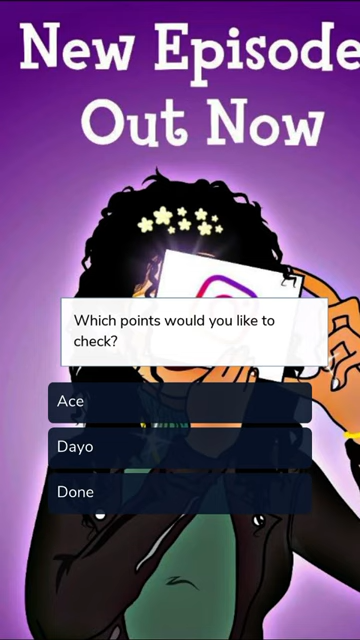 New Episode
Out Now
Which points would you like to
check?
Ace
Dayo
Done